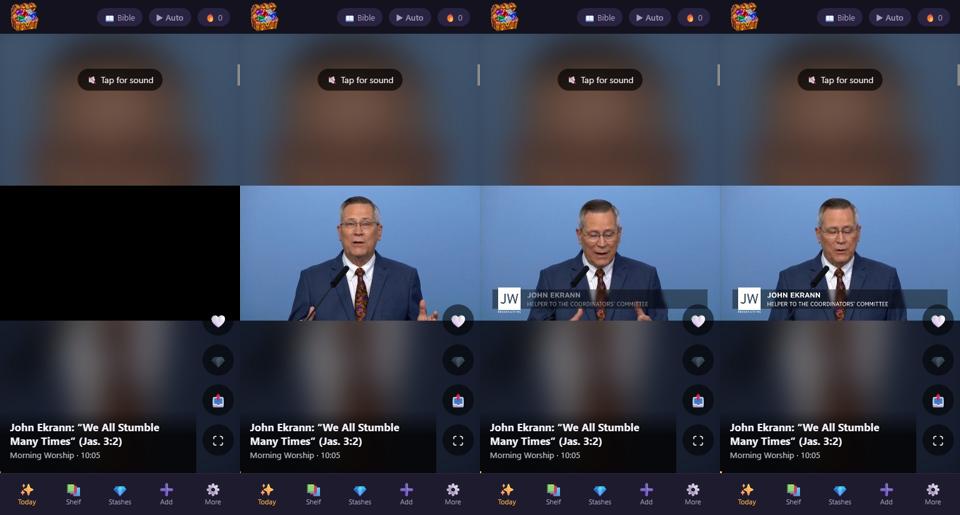 Bible
Auto
0
Bible
Auto
0
Bible
Auto
0
Bible
Auto
0
Tap for sound
Tap for sound
Tap for sound
Tap for sound
JW
JOHN EKRANN
HELPER TO THE COORDINATORS' COMMITTEE
JW
JOHN EKRANN
HELPER TO THE COORDINATORS' COMMITTEE
John Ekrann: “We All Stumble
Many Times” (Jas. 3:2)
Morning Worship · 10:05
John Ekrann: “We All Stumble
Many Times” (Jas. 3:2)
Morning Worship · 10:05
John Ekrann: “We All Stumble
Many Times” (Jas. 3:2)
Morning Worship · 10:05
John Ekrann: “We All Stumble
Many Times” (Jas. 3:2)
Morning Worship · 10:05
Today
Shelf
Stashes
Add
More
Today
Shelf
Stashes
Add
More
Today
Shelf
Stashes
Add
More
Today
Shelf
Stashes
Add
More